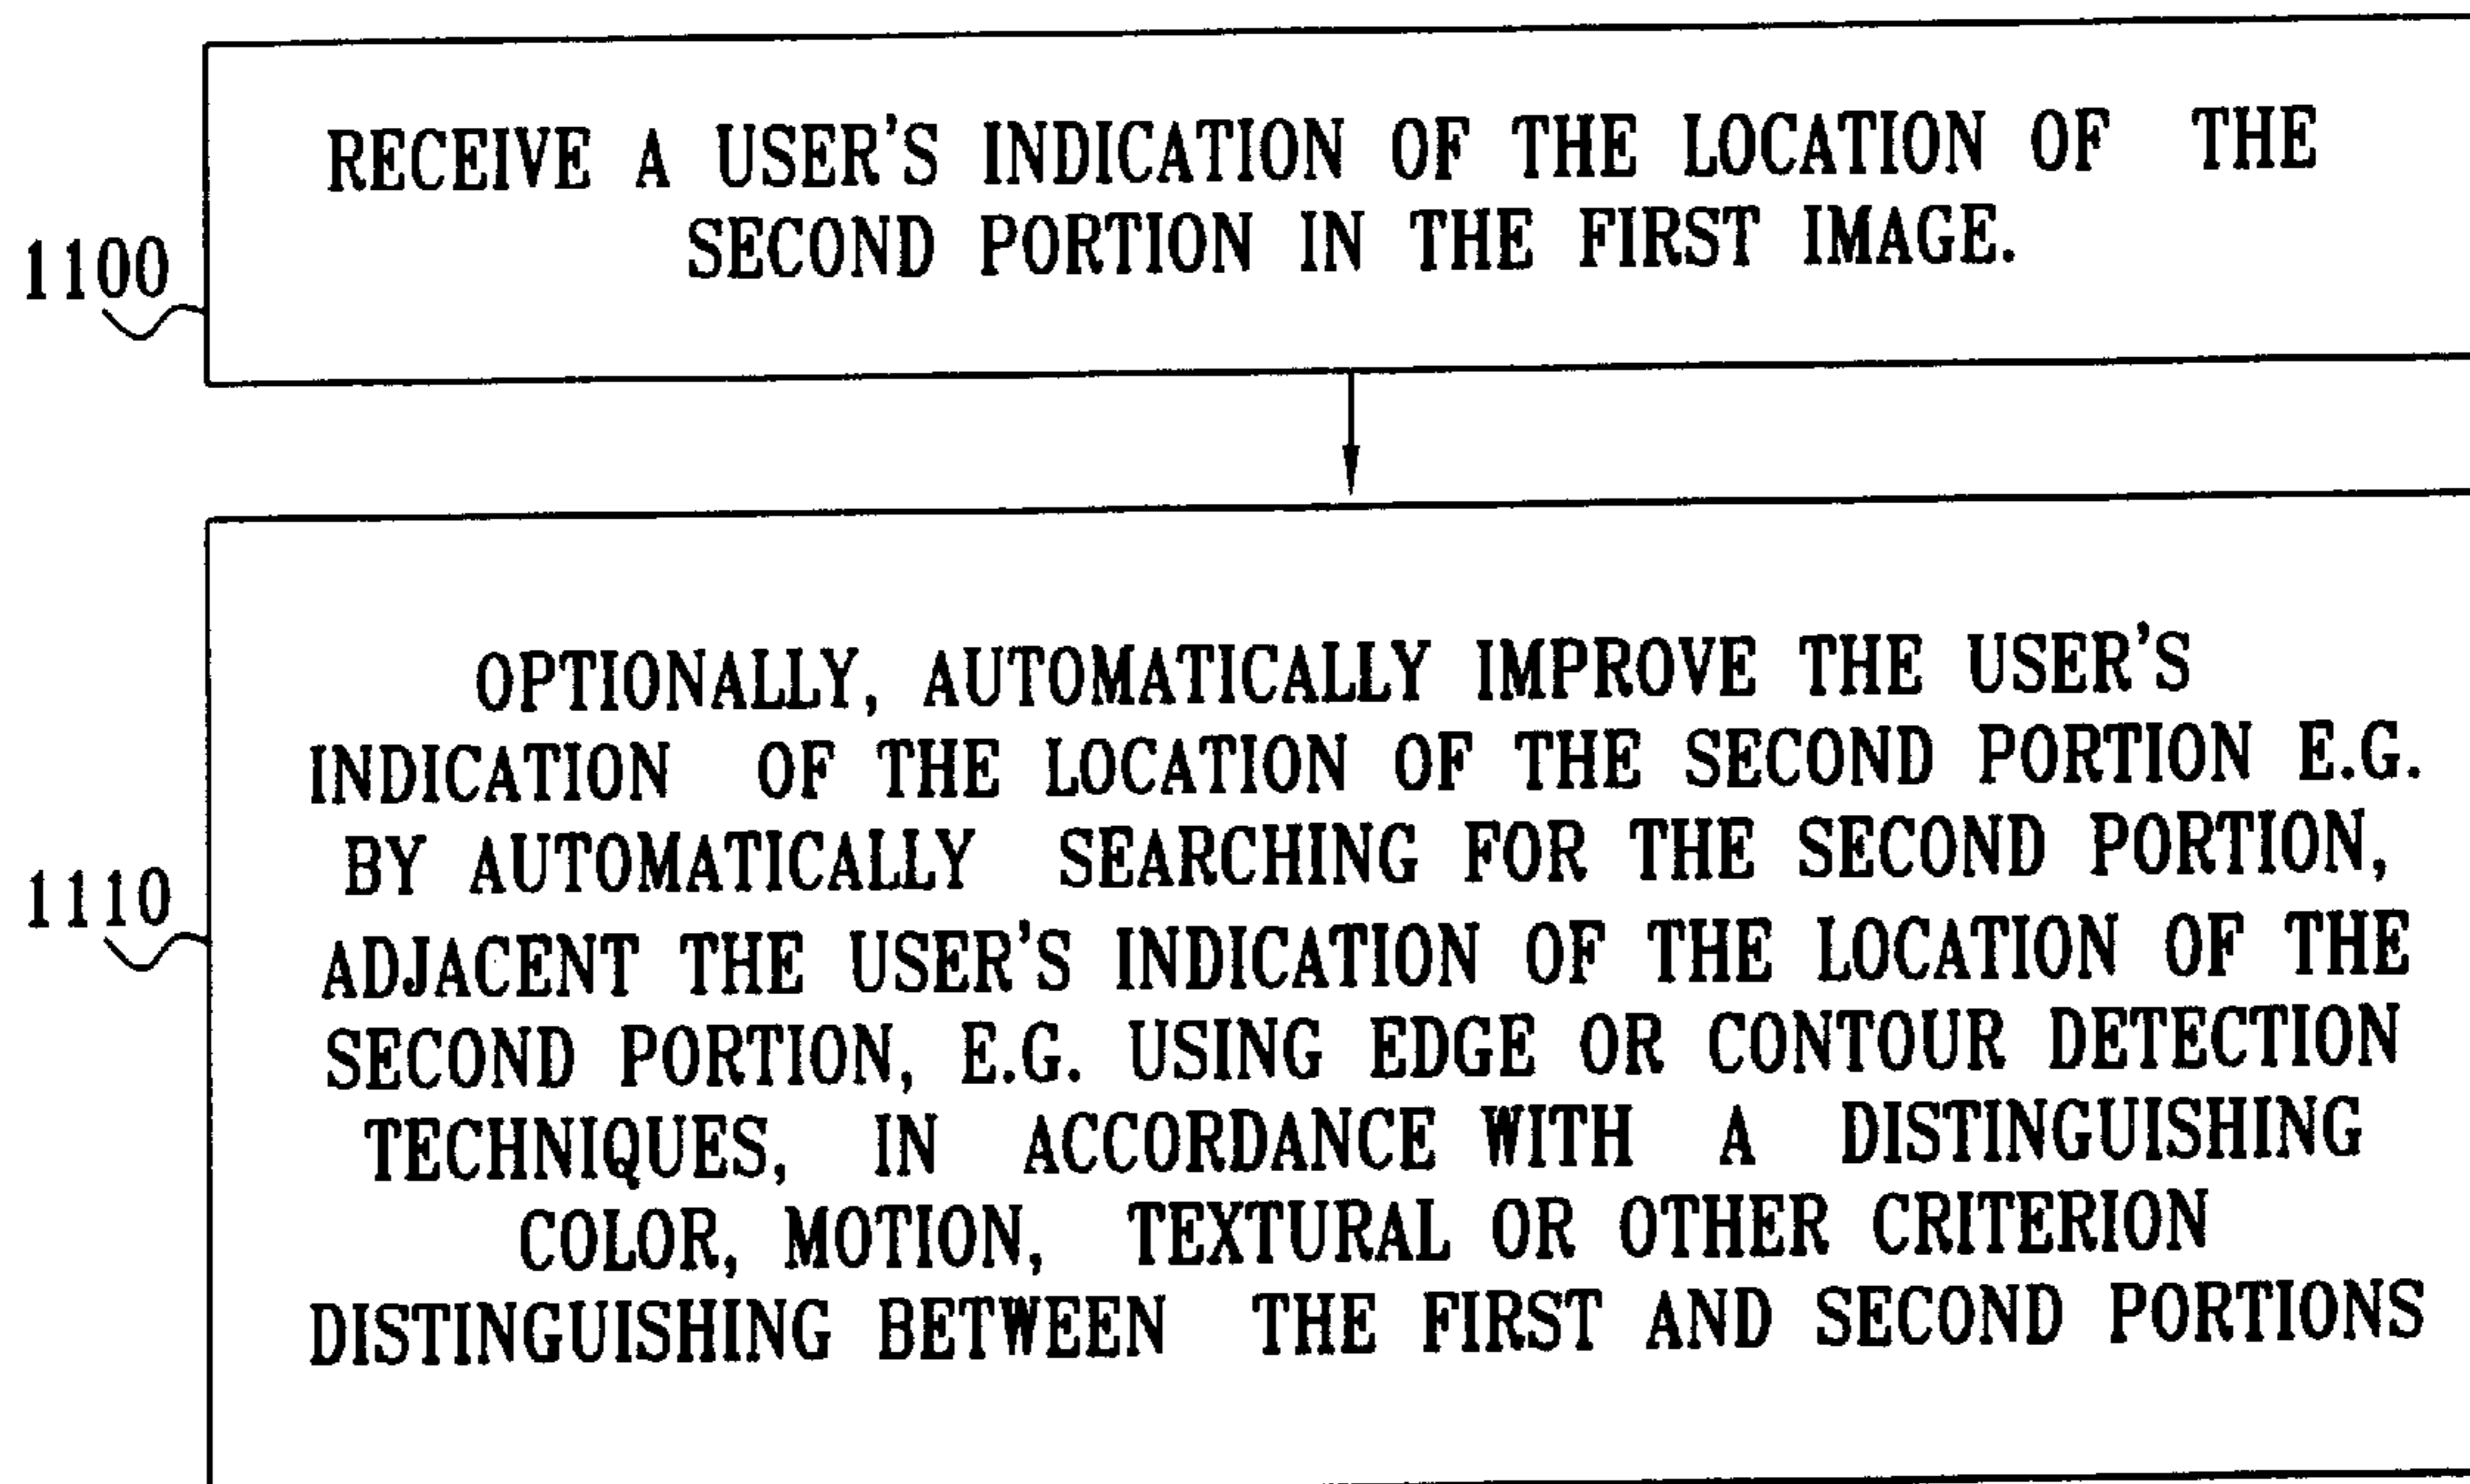 RECEIVE A USER'S INDICATION OF THE LOCATION OF THE
SECOND PORTION IN THE FIRST IMAGE.
1100
OPTIONALLY, AUTOMATICALLY IMPROVE THE USER'S
INDICATION OF THE LOCATION OF THE SECOND PORTION E.G.
BY AUTOMATICALLY SEARCHING FOR THE SECOND PORTION,
1110
ADJACENT THE USER'S INDICATION OF THE LOCATION OF THE
SECOND PORTION, E.G. USING EDGE OR CONTOUR DETECTION
TECHNIQUES, IN ACCORDANCE WITH A DISTINGUISHING
COLOR, MOTION, TEXTURAL OR OTHER CRITERION
DISTINGUISHING BETWEEN THE FIRST AND SECOND PORTIONS